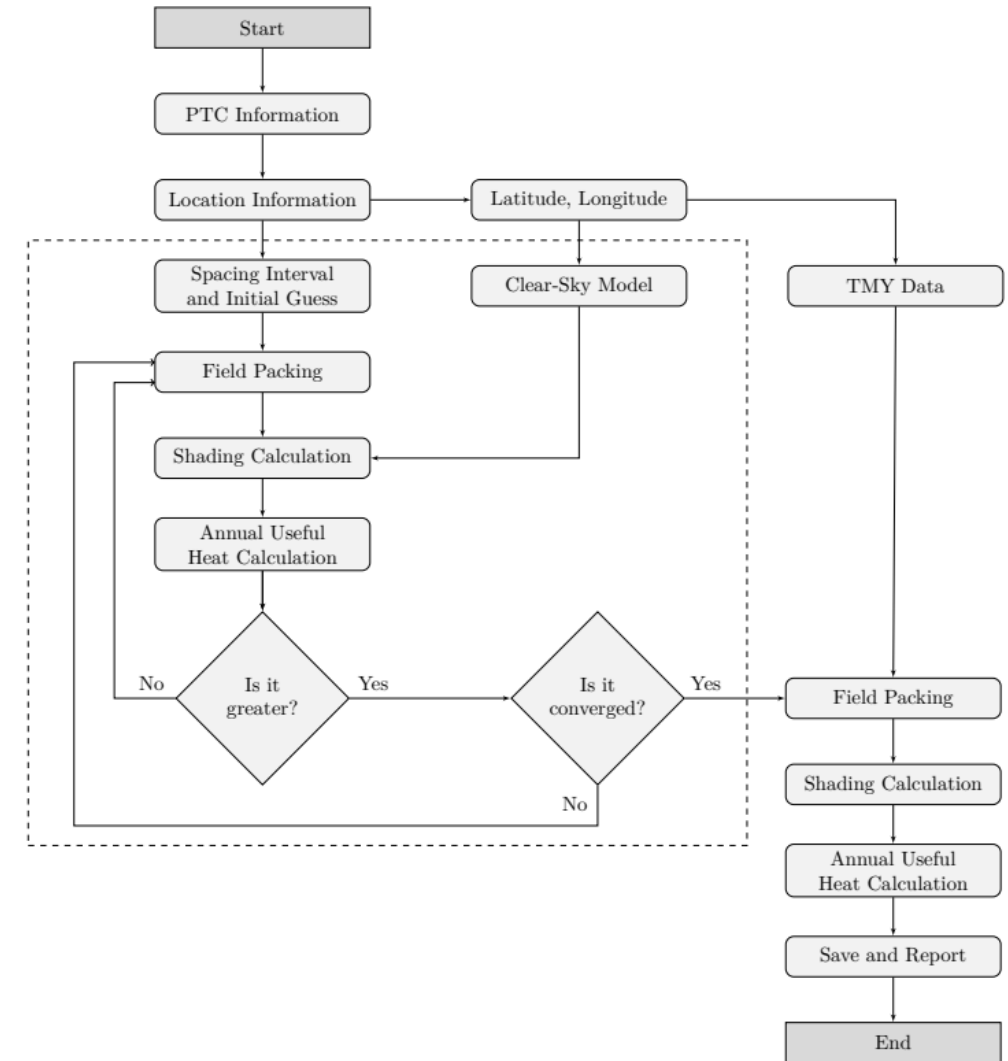 Start
PTC Information
Location Information
Latitude, Longitude
Spacing Interval
and Initial Guess
Clear-Sky Model
TMY Data
Field Packing
Shading Calculation
Annual Useful
Heat Calculation
No
Is it
greater?
Yes
Is it
converged?
Yes
No
Field Packing
Shading Calculation
Annual Useful
Heat Calculation
Save and Report
End